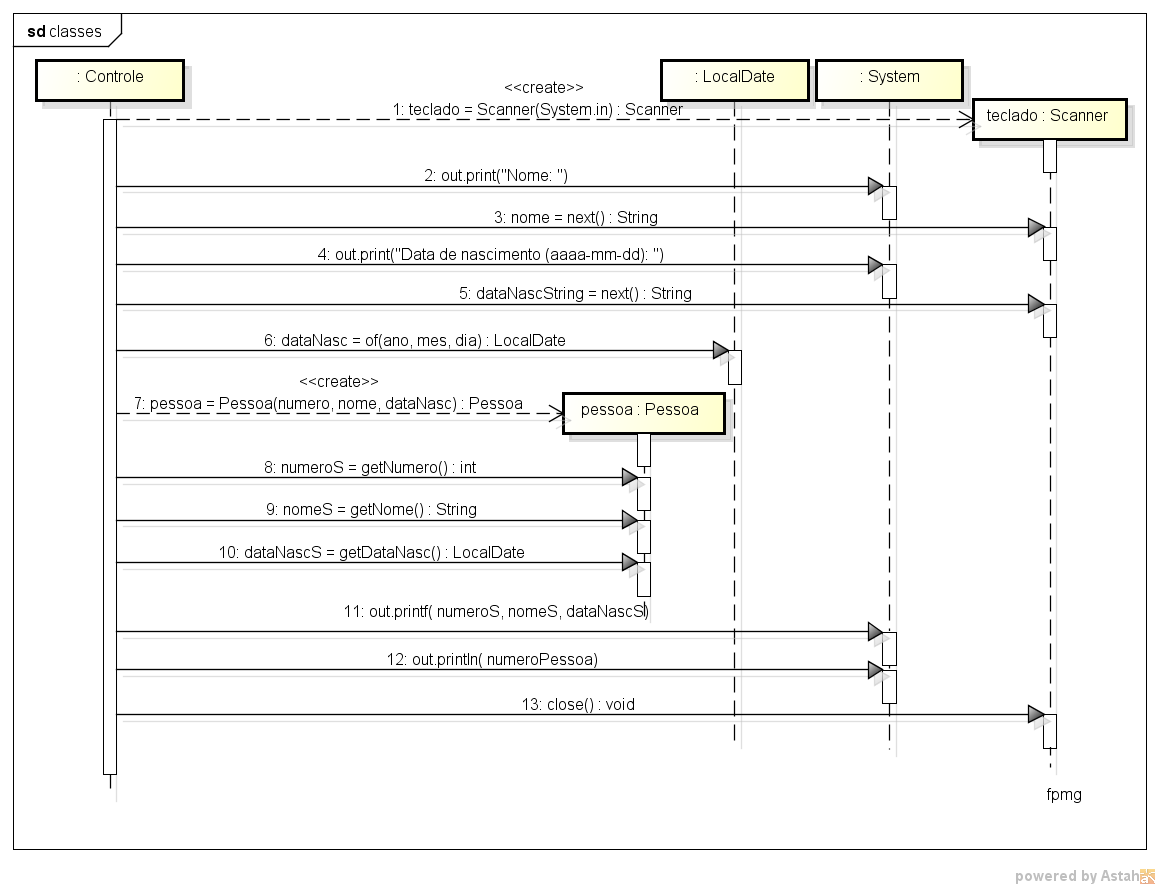 sd classes
: Controle
: LocalDate
: System
<<create>>
1: teclado = Scanner(System.in) : Scanner
teclado : Scanner
2: out.print("Nome: ")
3: nome = next() : String
4: out.print("Data de nascimento (aaaa-mm-dd): ")
5: dataNascString = next() : String
6: dataNasc = of(ano, mes, dia) : LocalDate
<<create>>
7: pessoa = Pessoa(numero, nome, dataNasc) : Pessoa
pessoa : Pessoa
8: numeroS = getNumero() : int
9: nomeS = getNome() : String
10: dataNascS = getDataNasc() : LocalDate
11: out.printf( numeroS, nomeS, dataNascS)
12: out.println( numeroPessoa)
13: close() : void
fpmg
powered by Astah